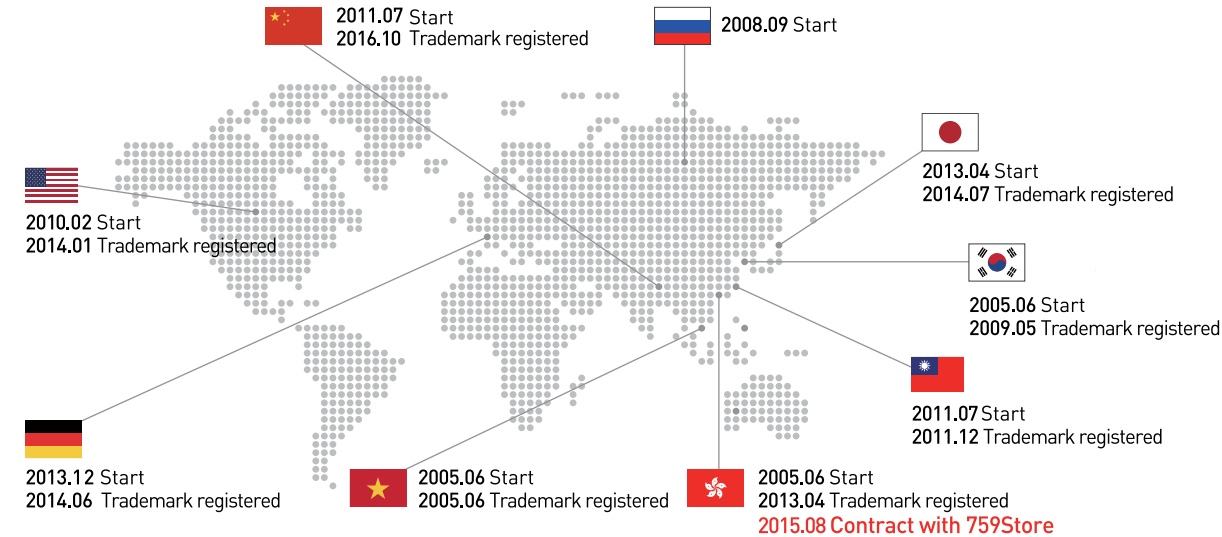 2011.07 Start
2016.10 Trademark registered
2008.09 Start
2013.04 Start
2014.07 Trademark registered
2010.02 Start
2014.01 Trademark registered
2005.06 Start
2009.05 Trademark registered
2011.07 Start
2011.12 Trademark registered
2013.12 Start
2014.06 Trademark registered
2005.06 Start
2005.06 Trademark registered
2005.06 Start
2013.04 Trademark registered
2015.08 Contract with 759Store